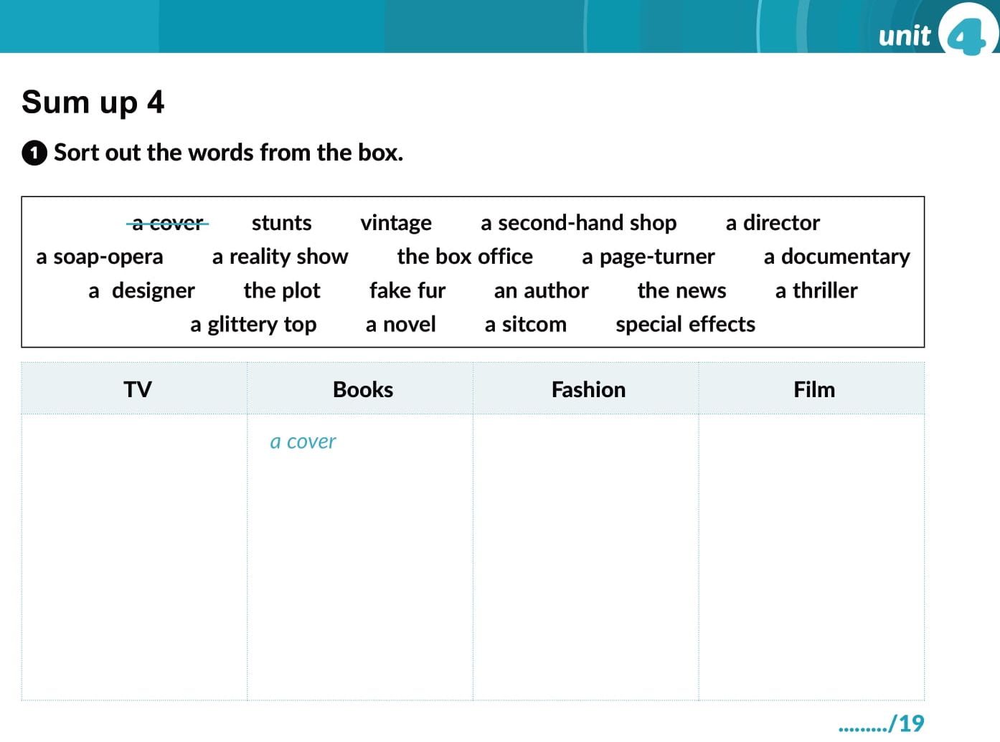 unit 4
Sum up 4
1 Sort out the words from the box.
a cover stunts vintage a second-hand shop a director
a soap-opera a reality show the box office a page-turner a documentary
a designer the plot fake fur an author the news a thriller
a glittery top a novel a sitcom special effects
TV Books Fashion Film
a cover
........./19